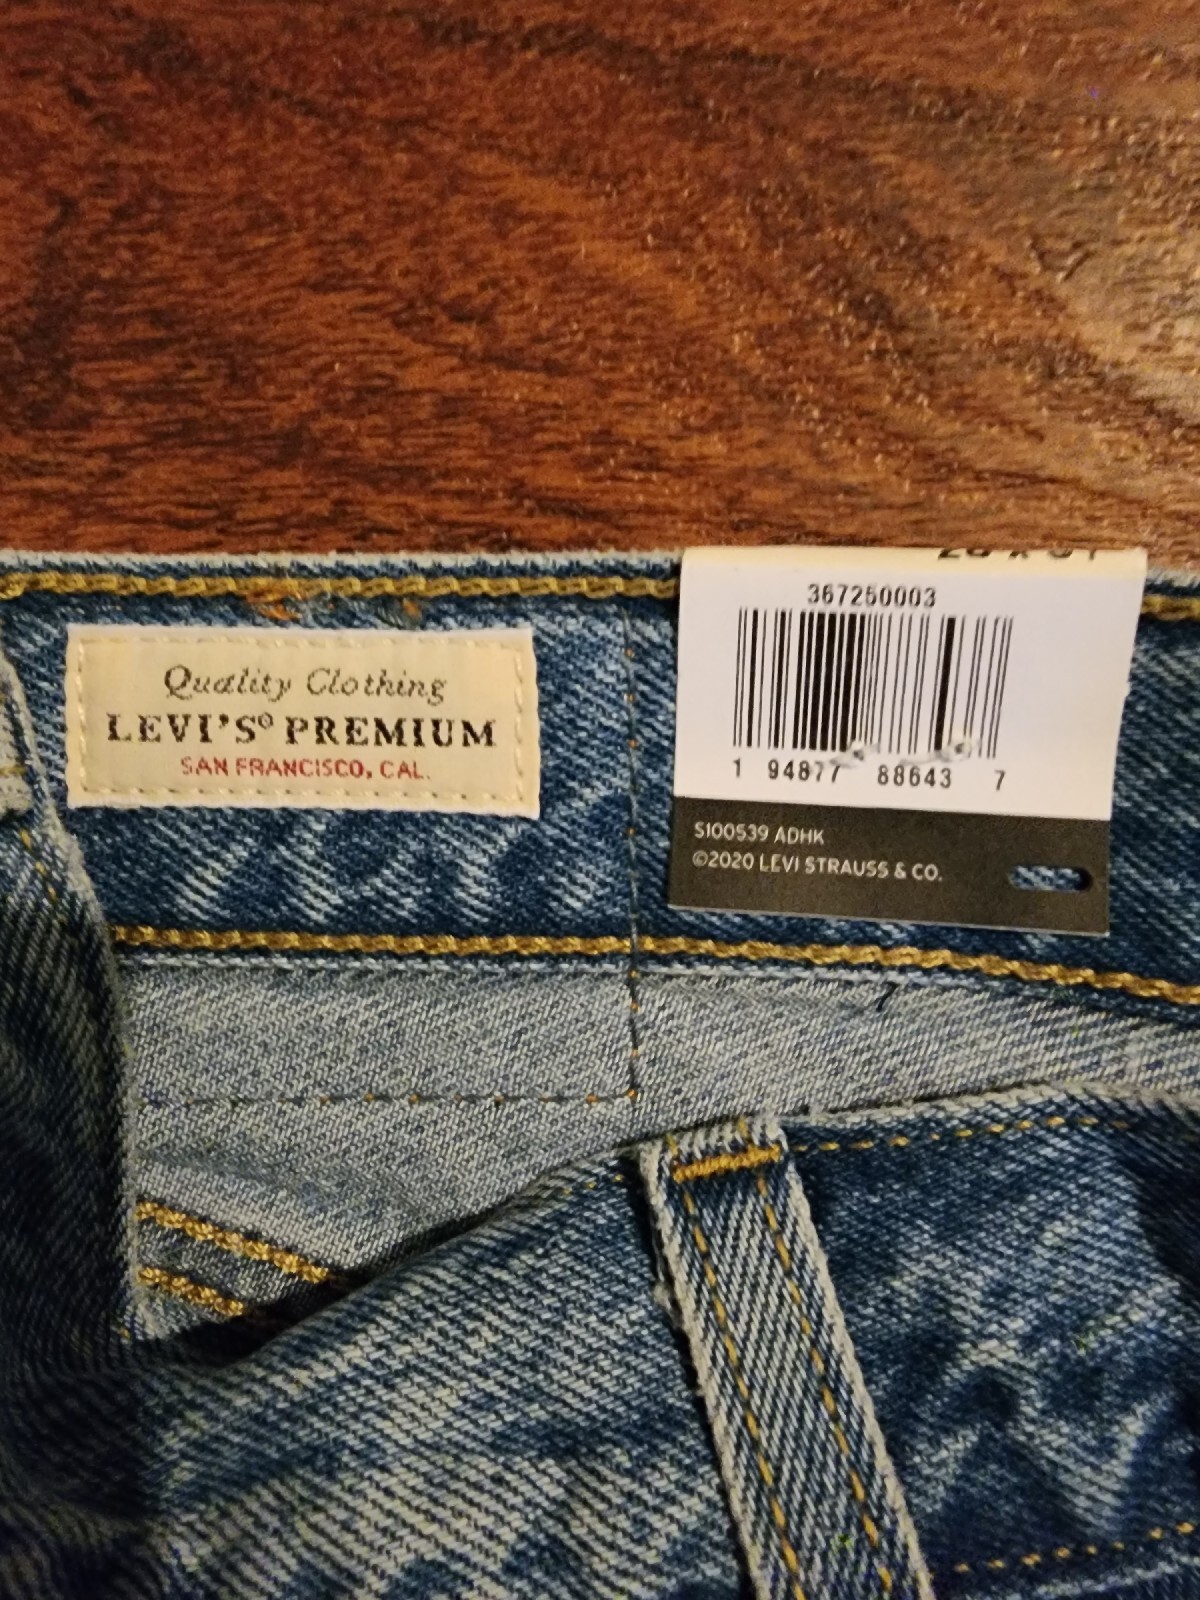 Quality Clothing
LEVI'S® PREMIUM
SAN FRANCISCO, CAL.
367250003
1 94877 88643 7
S100539 ADHK
©2020 LEVI STRAUSS & CO.